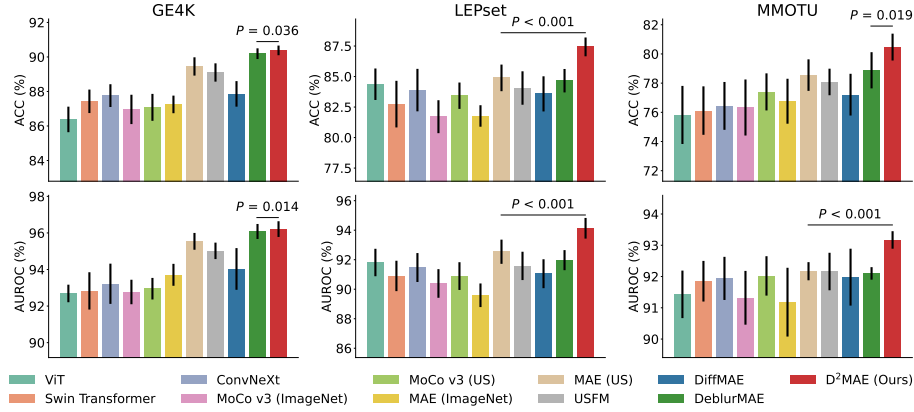 GE4K
LEPset
MMOTU
ACC (%)
92
90
88
86
84
P = 0.036
ACC (%)
87.5
85.0
82.5
80.0
77.5
P < 0.001
ACC (%)
82
80
78
76
74
72
P = 0.019
AUROC (%)
98
96
94
92
90
P = 0.014
AUROC (%)
96
94
92
90
88
86
P < 0.001
AUROC (%)
94
93
92
91
90
P < 0.001
ViT
ConvNeXt
MoCo v3 (US)
MAE (US)
DiffMAE
D²MAE (Ours)
Swin Transformer
MoCo v3 (ImageNet)
MAE (ImageNet)
USFM
DeblurMAE